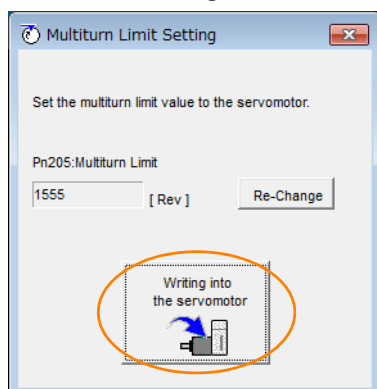 Multiturn Limit Setting
Set the multiturn limit value to the servomotor.
Pn205:Multiturn Limit
1555 [ Rev ] Re-Change
Writing into
the servomotor